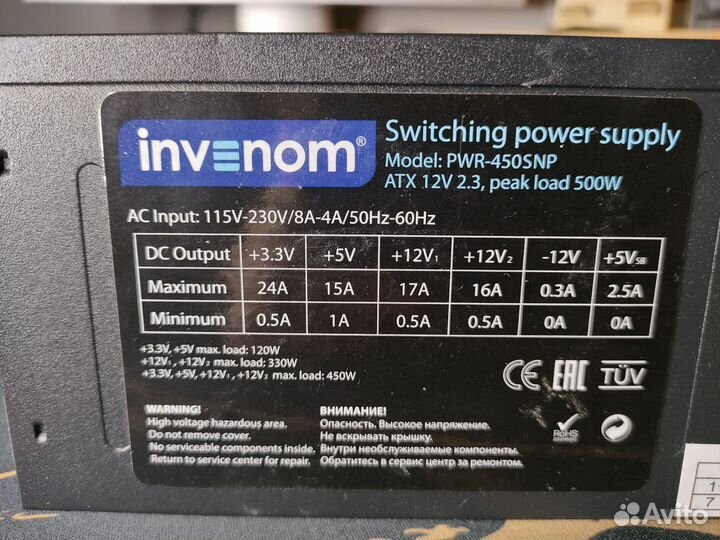 invenom®
Switching power supply
Model: PWR-450SNP
ATX 12V 2.3, peak load 500W
AC Input: 115V-230V/8A-4A/50Hz-60Hz
DC Output +3.3V +5V +12V1 +12V2 -12V +5VSB
Maximum 24A 15A 17A 16A 0.3A 2.5A
Minimum 0.5A 1A 0.5A 0.5A 0A 0A
+3.3V, +5V max. load: 120W
+12V1, +12V2 max. load: 330W
+3.3V, +5V, +12V1, +12V2 max. load: 450W
CE EAC TÜV
RoHS
WARNING!
High voltage hazardous area.
Do not remove cover.
No serviceable components inside.
Return to service center for repair.
ВНИМАНИЕ!
Опасность. Высокое напряжение.
Не вскрывать крышку.
Внутри необслуживаемые компоненты.
Обратитесь в сервис центр за ремонтом.
Avito